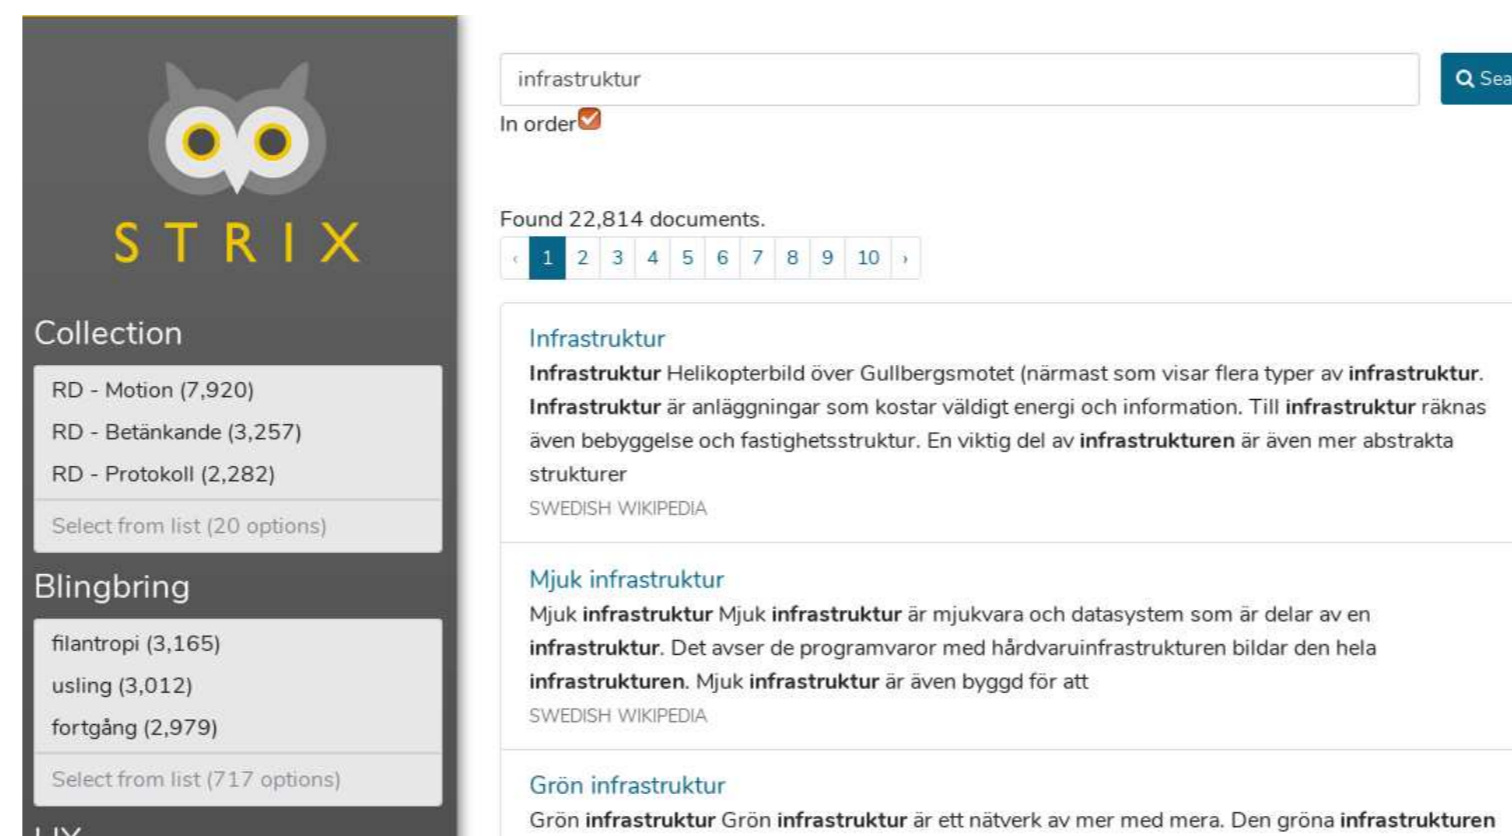 STRIX
Collection
RD - Motion (7,920)
RD - Betänkande (3,257)
RD - Protokoll (2,282)
Select from list (20 options)
Blingbring
filantropi (3,165)
usling (3,012)
fortgång (2,979)
Select from list (717 options)
infrastruktur
Sea
In order
Found 22,814 documents.
‹ 1 2 3 4 5 6 7 8 9 10 ›
Infrastruktur
Infrastruktur Helikopterbild över Gullbergsmotet (närmast som visar flera typer av infrastruktur.
Infrastruktur är anläggningar som kostar väldigt energi och information. Till infrastruktur räknas
även bebyggelse och fastighetsstruktur. En viktig del av infrastrukturen är även mer abstrakta
strukturer
SWEDISH WIKIPEDIA
Mjuk infrastruktur
Mjuk infrastruktur Mjuk infrastruktur är mjukvara och datasystem som är delar av en
infrastruktur. Det avser de programvaror med hårdvaruinfrastrukturen bildar den hela
infrastrukturen. Mjuk infrastruktur är även byggd för att
SWEDISH WIKIPEDIA
Grön infrastruktur
Grön infrastruktur Grön infrastruktur är ett nätverk av mer med mera. Den gröna infrastrukturen